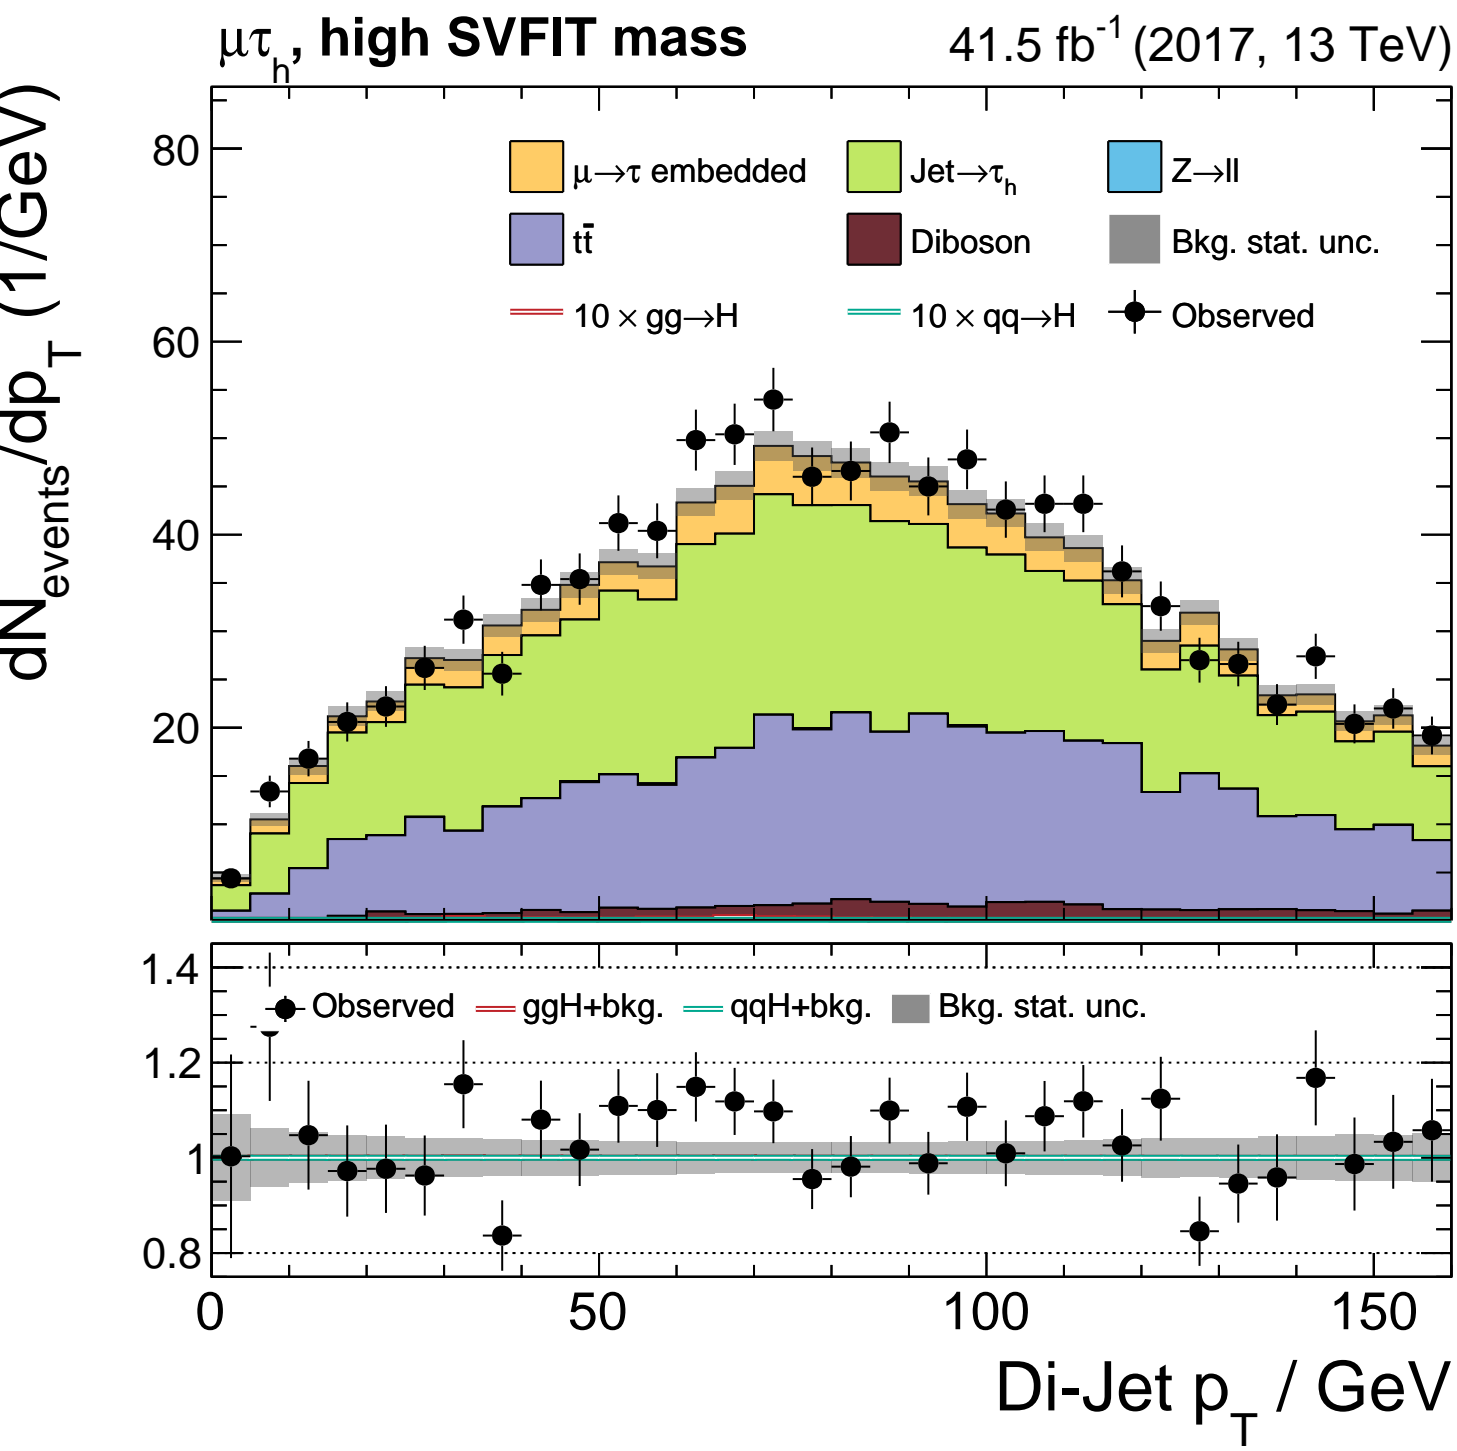 μτh, high SVFIT mass 41.5 fb-1 (2017, 13 TeV)
dNevents/dpT (1/GeV)
80
60
40
20
μ→τ embedded Jet→τh Z→ll
tt̄ Diboson Bkg. stat. unc.
10 × gg→H 10 × qq→H Observed
1.4
1.2
1
0.8
Observed ggH+bkg. qqH+bkg. Bkg. stat. unc.
0 50 100 150
Di-Jet pT / GeV